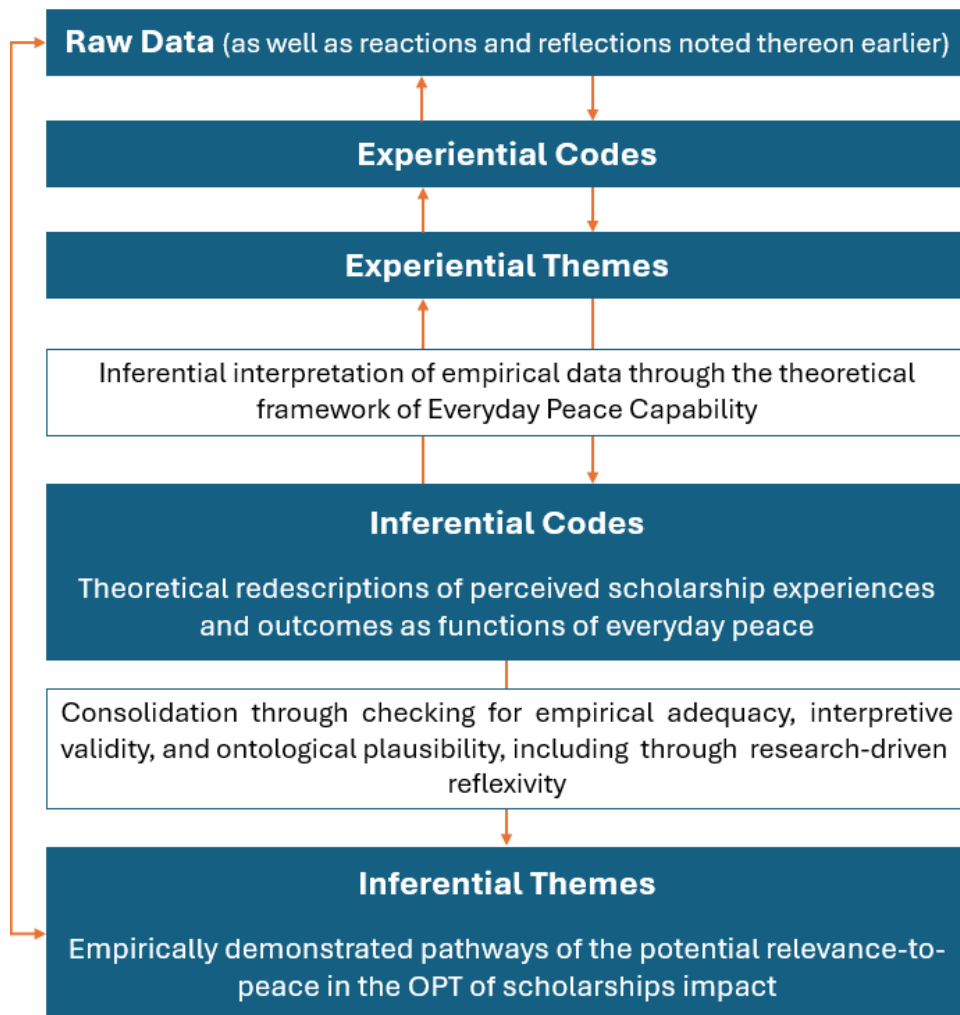 Raw Data (as well as reactions and reflections noted thereon earlier)
Experiential Codes
Experiential Themes
Inferential interpretation of empirical data through the theoretical
framework of Everyday Peace Capability
Inferential Codes
Theoretical redescriptions of perceived scholarship experiences
and outcomes as functions of everyday peace
Consolidation through checking for empirical adequacy, interpretive
validity, and ontological plausibility, including through research-driven
reflexivity
Inferential Themes
Empirically demonstrated pathways of the potential relevance-to-
peace in the OPT of scholarships impact